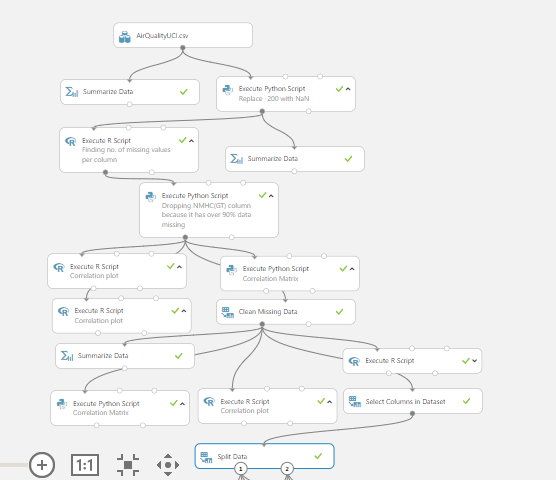 AirQualityUCI.csv
Summarize Data
Execute Python Script
Replace -200 with NaN
Execute R Script
Finding no. of missing values
per column
Summarize Data
Execute Python Script
Dropping NMHC(GT) column
because it has over 90% data
missing
Execute R Script
Correlation plot
Execute Python Script
Correlation Matrix
Execute R Script
Correlation plot
Clean Missing Data
Summarize Data
Execute R Script
Execute Python Script
Correlation Matrix
Execute R Script
Correlation plot
Select Columns in Dataset
Split Data
1 2
1:1